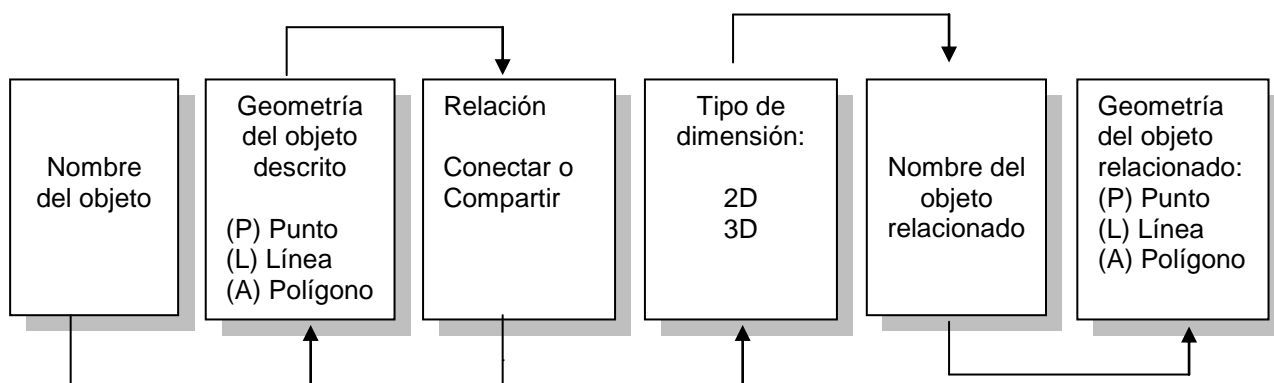 Nombre
del objeto
Geometría
del objeto
descrito
(P) Punto
(L) Línea
(A) Polígono
Relación
Conectar o
Compartir
Tipo de
dimensión:
2D
3D
Nombre del
objeto
relacionado
Geometría
del objeto
relacionado:
(P) Punto
(L) Línea
(A) Polígono